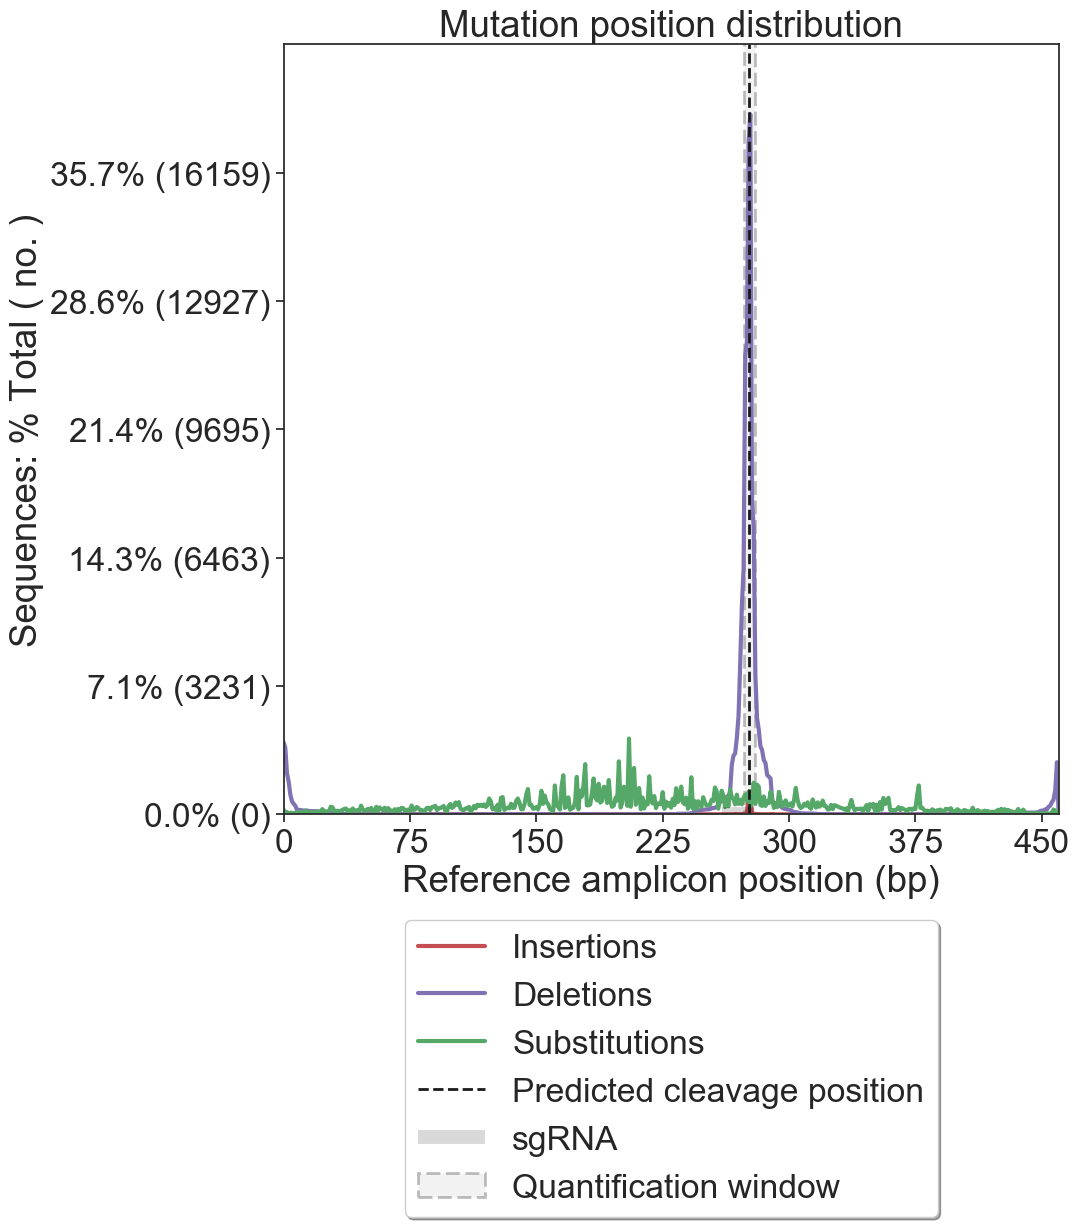 Mutation position distribution
Sequences: % Total ( no. )
35.7% (16159)
28.6% (12927)
21.4% (9695)
14.3% (6463)
7.1% (3231)
0.0% (0)
0 75 150 225 300 375 450
Reference amplicon position (bp)
Insertions
Deletions
Substitutions
Predicted cleavage position
sgRNA
Quantification window